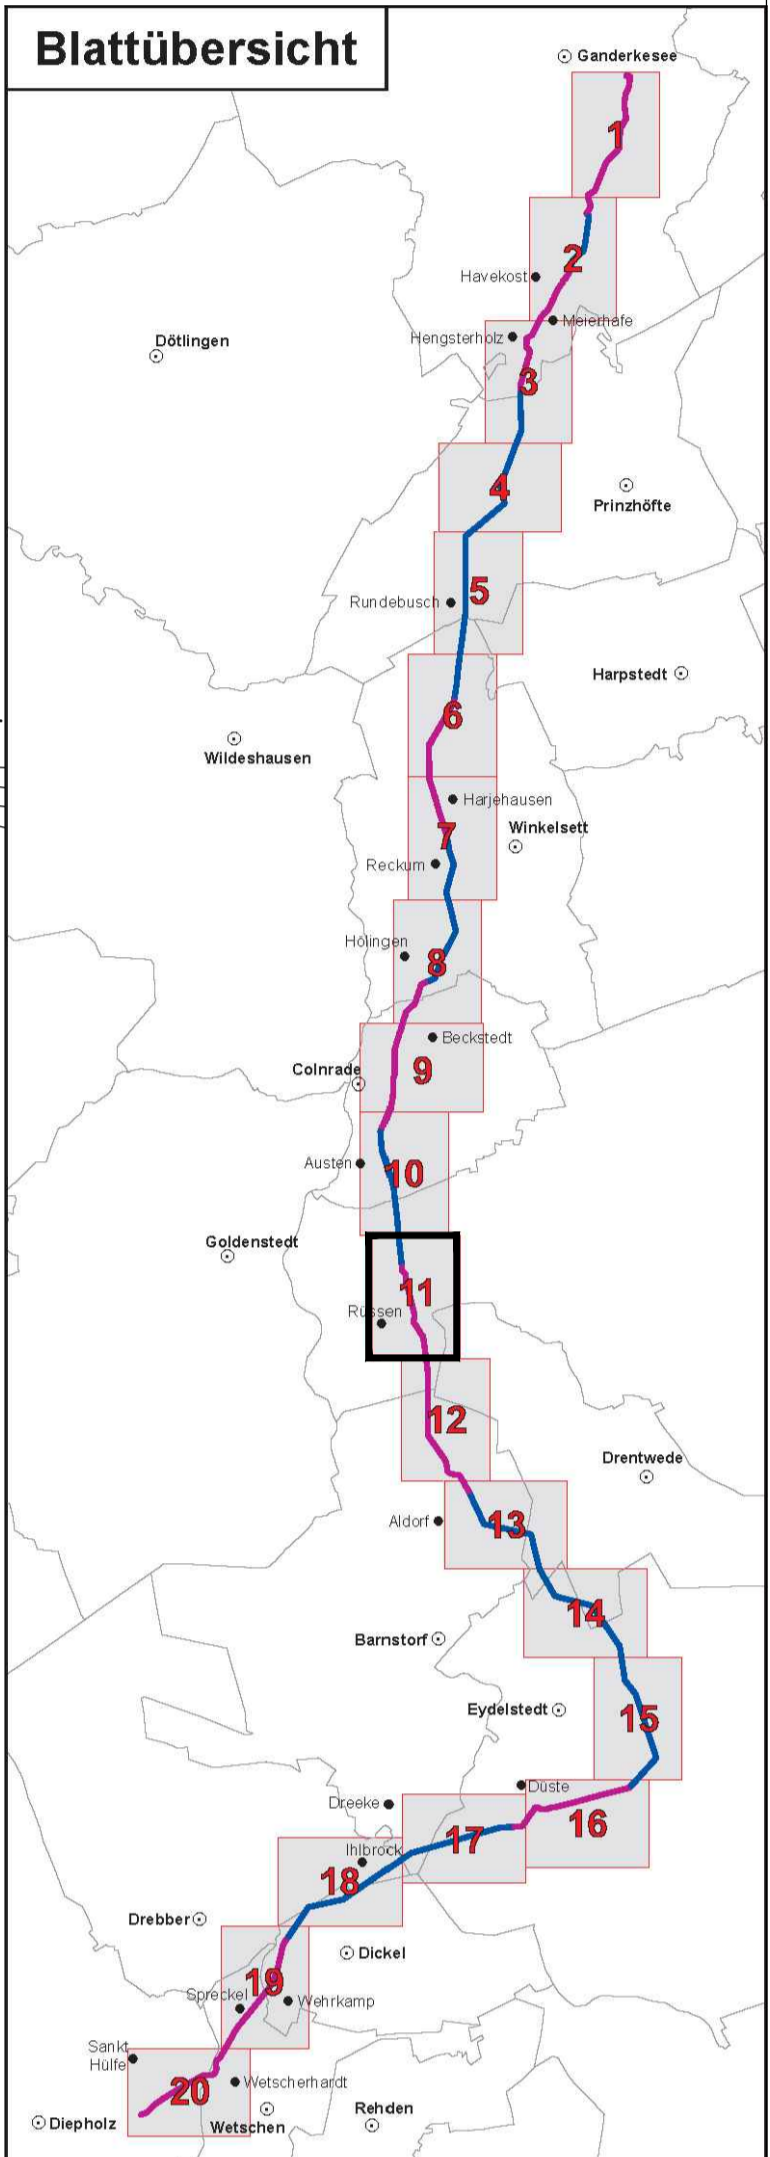 Blattübersicht
Ganderkesee
1
2
Havekost
Meierhafe
Hengsterholz
Dötlingen
3
4
Prinzhöfte
5
Rundebusch
Harpstedt
6
Wildeshausen
Harjehausen
Winkelsett
7
Reckum
Hölingen
8
Beckstedt
Colnrade
9
Austen
10
Goldenstedt
11
Rüssen
12
Drentwede
Aldorf
13
14
Barnstorf
Eydelstedt
15
Düste
Dreeke
16
17
Ihlbrock
18
Drebber
Dickel
19
Spreckel
Wehrkamp
Sankt
Hülfe
20
Wetscherhardt
Diepholz
Wetschen
Rehden